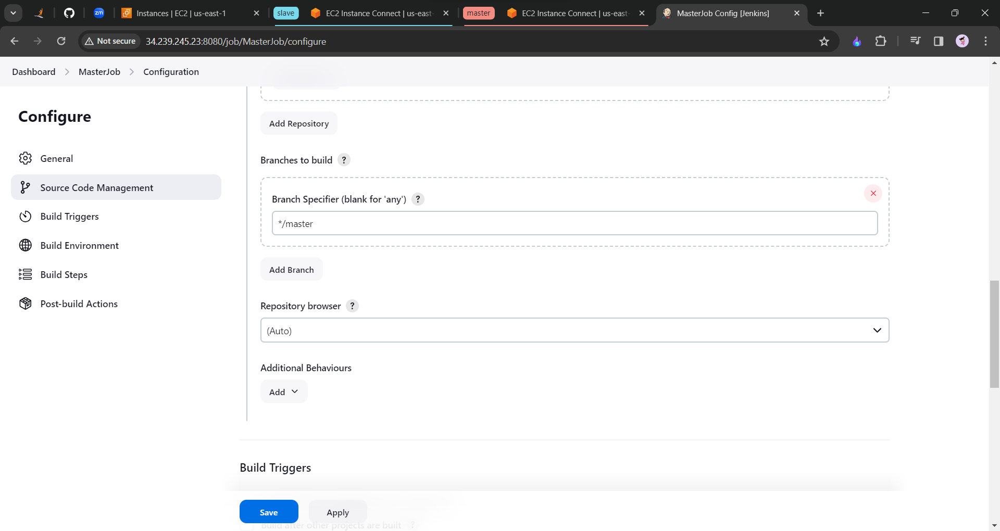 zm
Instances | EC2 | us-east-1
slave
EC2 Instance Connect | us-east-
master
EC2 Instance Connect | us-east-
MasterJob Config [Jenkins]
Not secure
34.239.245.23:8080/job/MasterJob/configure
Dashboard
MasterJob
Configuration
Configure
General
Source Code Management
Build Triggers
Build Environment
Build Steps
Post-build Actions
Add Repository
Branches to build ?
Branch Specifier (blank for 'any') ?
*/master
Add Branch
Repository browser ?
(Auto)
Additional Behaviours
Add
Build Triggers
Save
Apply
Build after other projects are built ?